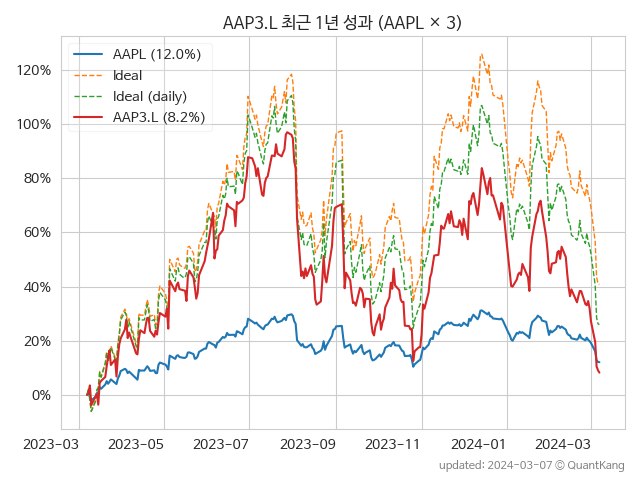 AAP3.L 최근 1년 성과 (AAPL × 3)
AAPL (12.0%)
Ideal
Ideal (daily)
AAP3.L (8.2%)
120%
100%
80%
60%
40%
20%
0%
2023-03 2023-05 2023-07 2023-09 2023-11 2024-01 2024-03
updated: 2024-03-07 © QuantKang